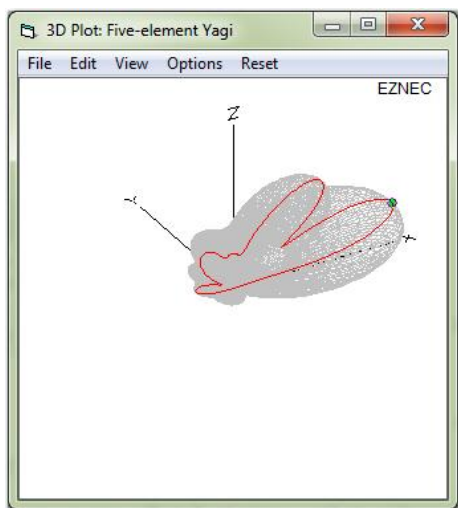 3D Plot: Five-element Yagi
File Edit View Options Reset
EZNEC
Z
Y
X